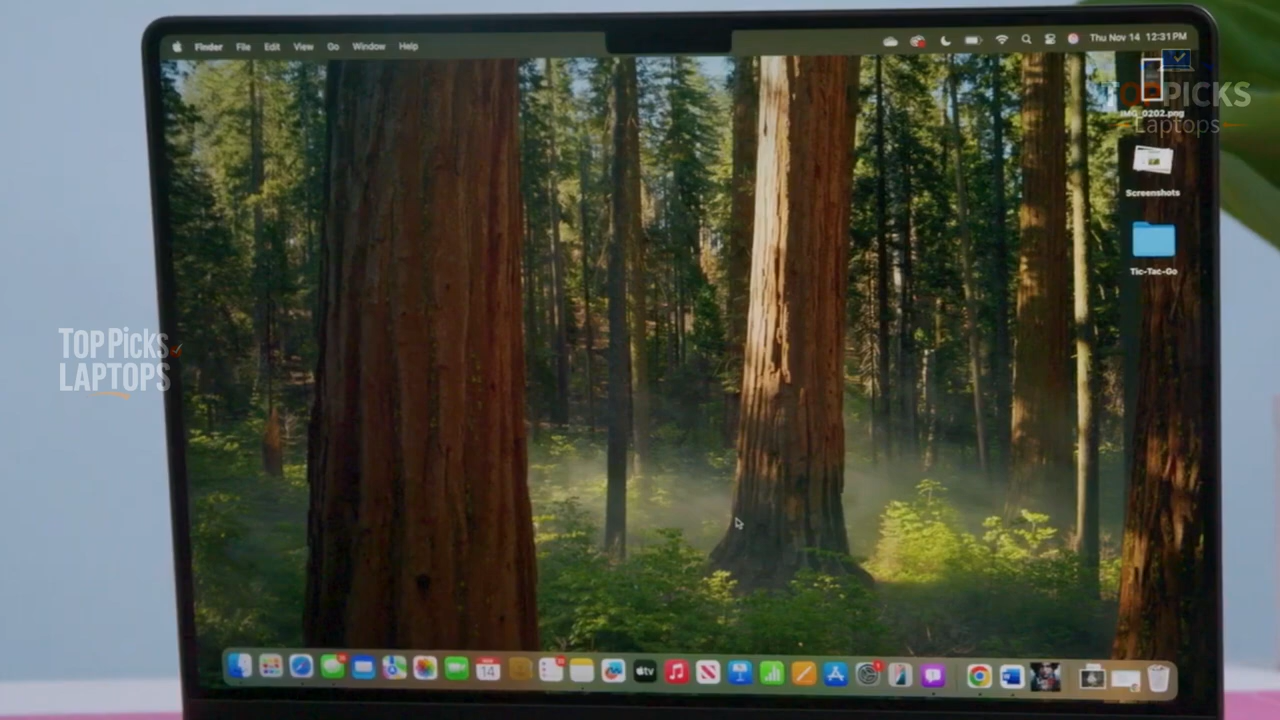 Finder File Edit View Go Window Help
Thu Nov 14 12:31 PM
TOP PICKS
Laptops
IMG_0202.png
Screenshots
Tic-Tac-Go
TOP PICKS
LAPTOPS
14
tv